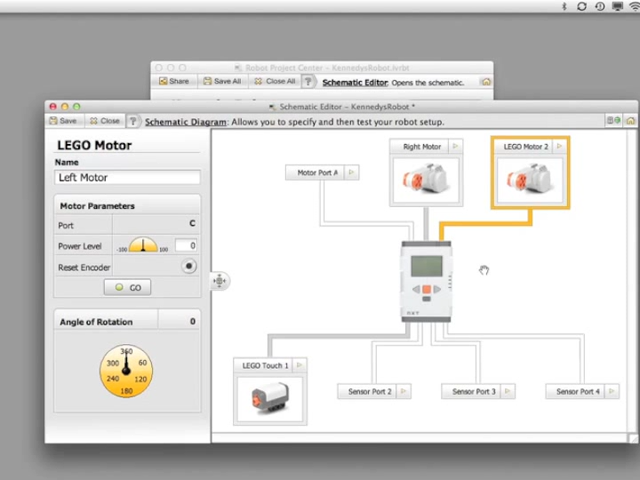 Robot Project Center - KennedysRobot.lvrbt
Share Save All Close All ? Schematic Editor: Opens the schematic.
Schematic Editor - KennedysRobot *
Save Close ? Schematic Diagram: Allows you to specify and then test your robot setup.
LEGO Motor
Name
Left Motor
Motor Parameters
Port C
Power Level -100 100 0
Reset Encoder
GO
Angle of Rotation 0
360
300 60
240 120
180
Motor Port A
Right Motor
LEGO Motor 2
LEGO Touch 1
Sensor Port 2
Sensor Port 3
Sensor Port 4